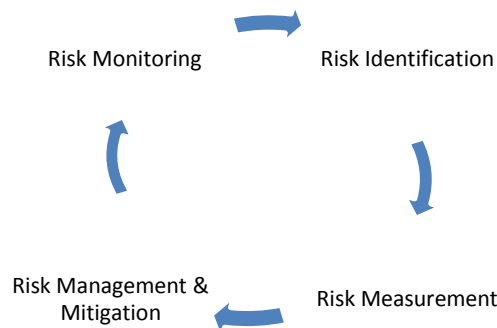 Risk Monitoring
Risk Identification
Risk Management &
Mitigation
Risk Measurement